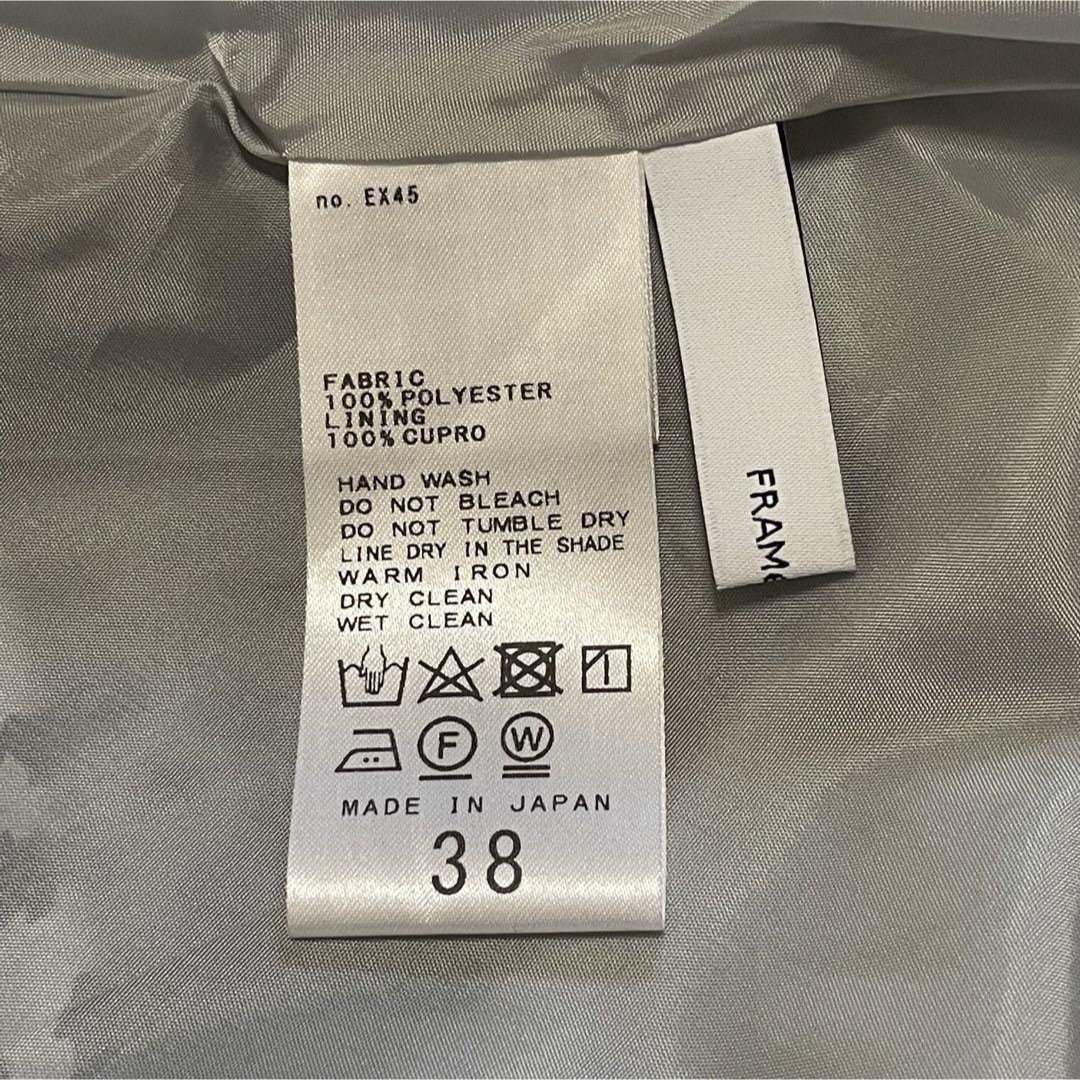 no. EX45
FABRIC
100% POLYESTER
LINING
100% CUPRO
HAND WASH
DO NOT BLEACH
DO NOT TUMBLE DRY
LINE DRY IN THE SHADE
WARM IRON
DRY CLEAN
WET CLEAN
F W
MADE IN JAPAN
38